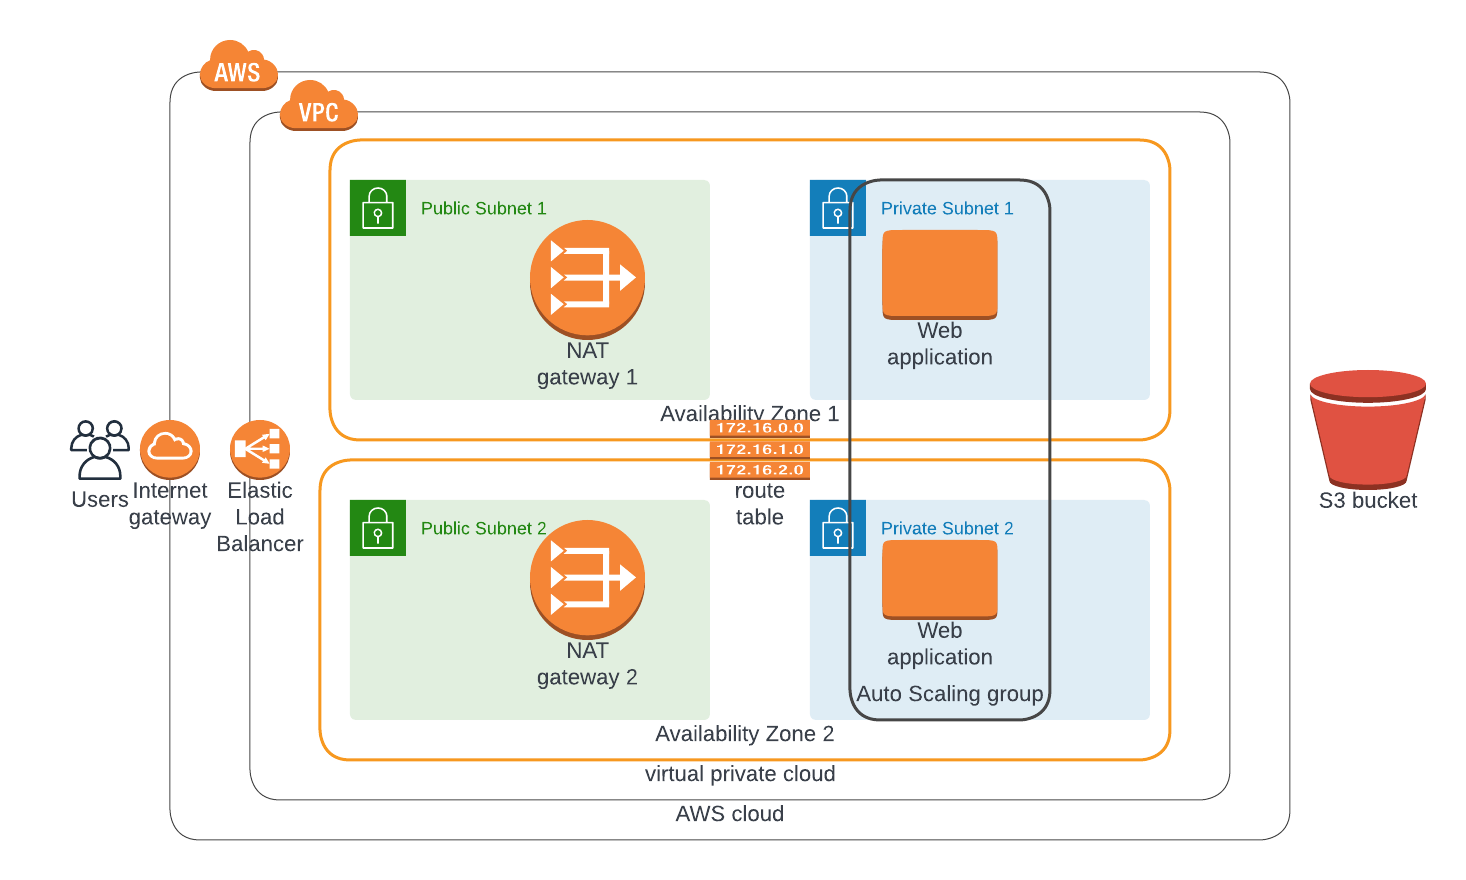 AWS
VPC
Public Subnet 1
Private Subnet 1
NAT
gateway 1
Web
application
Availability Zone 1
172.16.0.0
172.16.1.0
172.16.2.0
route
table
Users
Internet
gateway
Elastic
Load
Balancer
S3 bucket
Public Subnet 2
Private Subnet 2
NAT
gateway 2
Web
application
Auto Scaling group
Availability Zone 2
virtual private cloud
AWS cloud